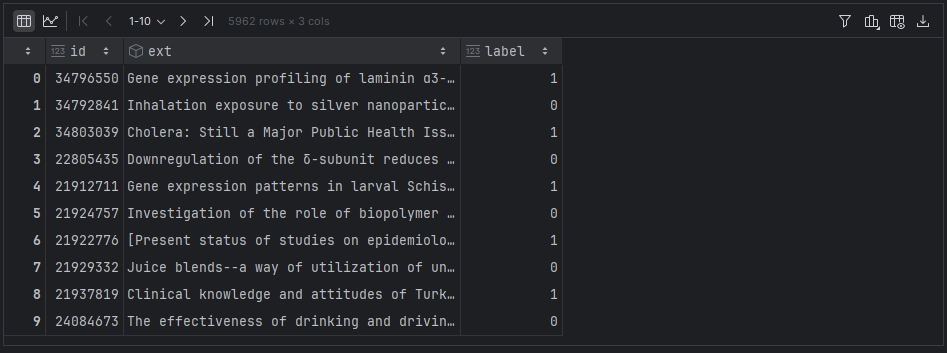 1-10 5962 rows × 3 cols
123 id ext 123 label
0 34796550 Gene expression profiling of laminin α3-… 1
1 34792841 Inhalation exposure to silver nanopartic… 0
2 34803039 Cholera: Still a Major Public Health Iss… 1
3 22805435 Downregulation of the δ-subunit reduces … 0
4 21912711 Gene expression patterns in larval Schis… 1
5 21924757 Investigation of the role of biopolymer … 0
6 21922776 [Present status of studies on epidemiolo… 1
7 21929332 Juice blends--a way of utilization of un… 0
8 21937819 Clinical knowledge and attitudes of Turk… 1
9 24084673 The effectiveness of drinking and drivin… 0